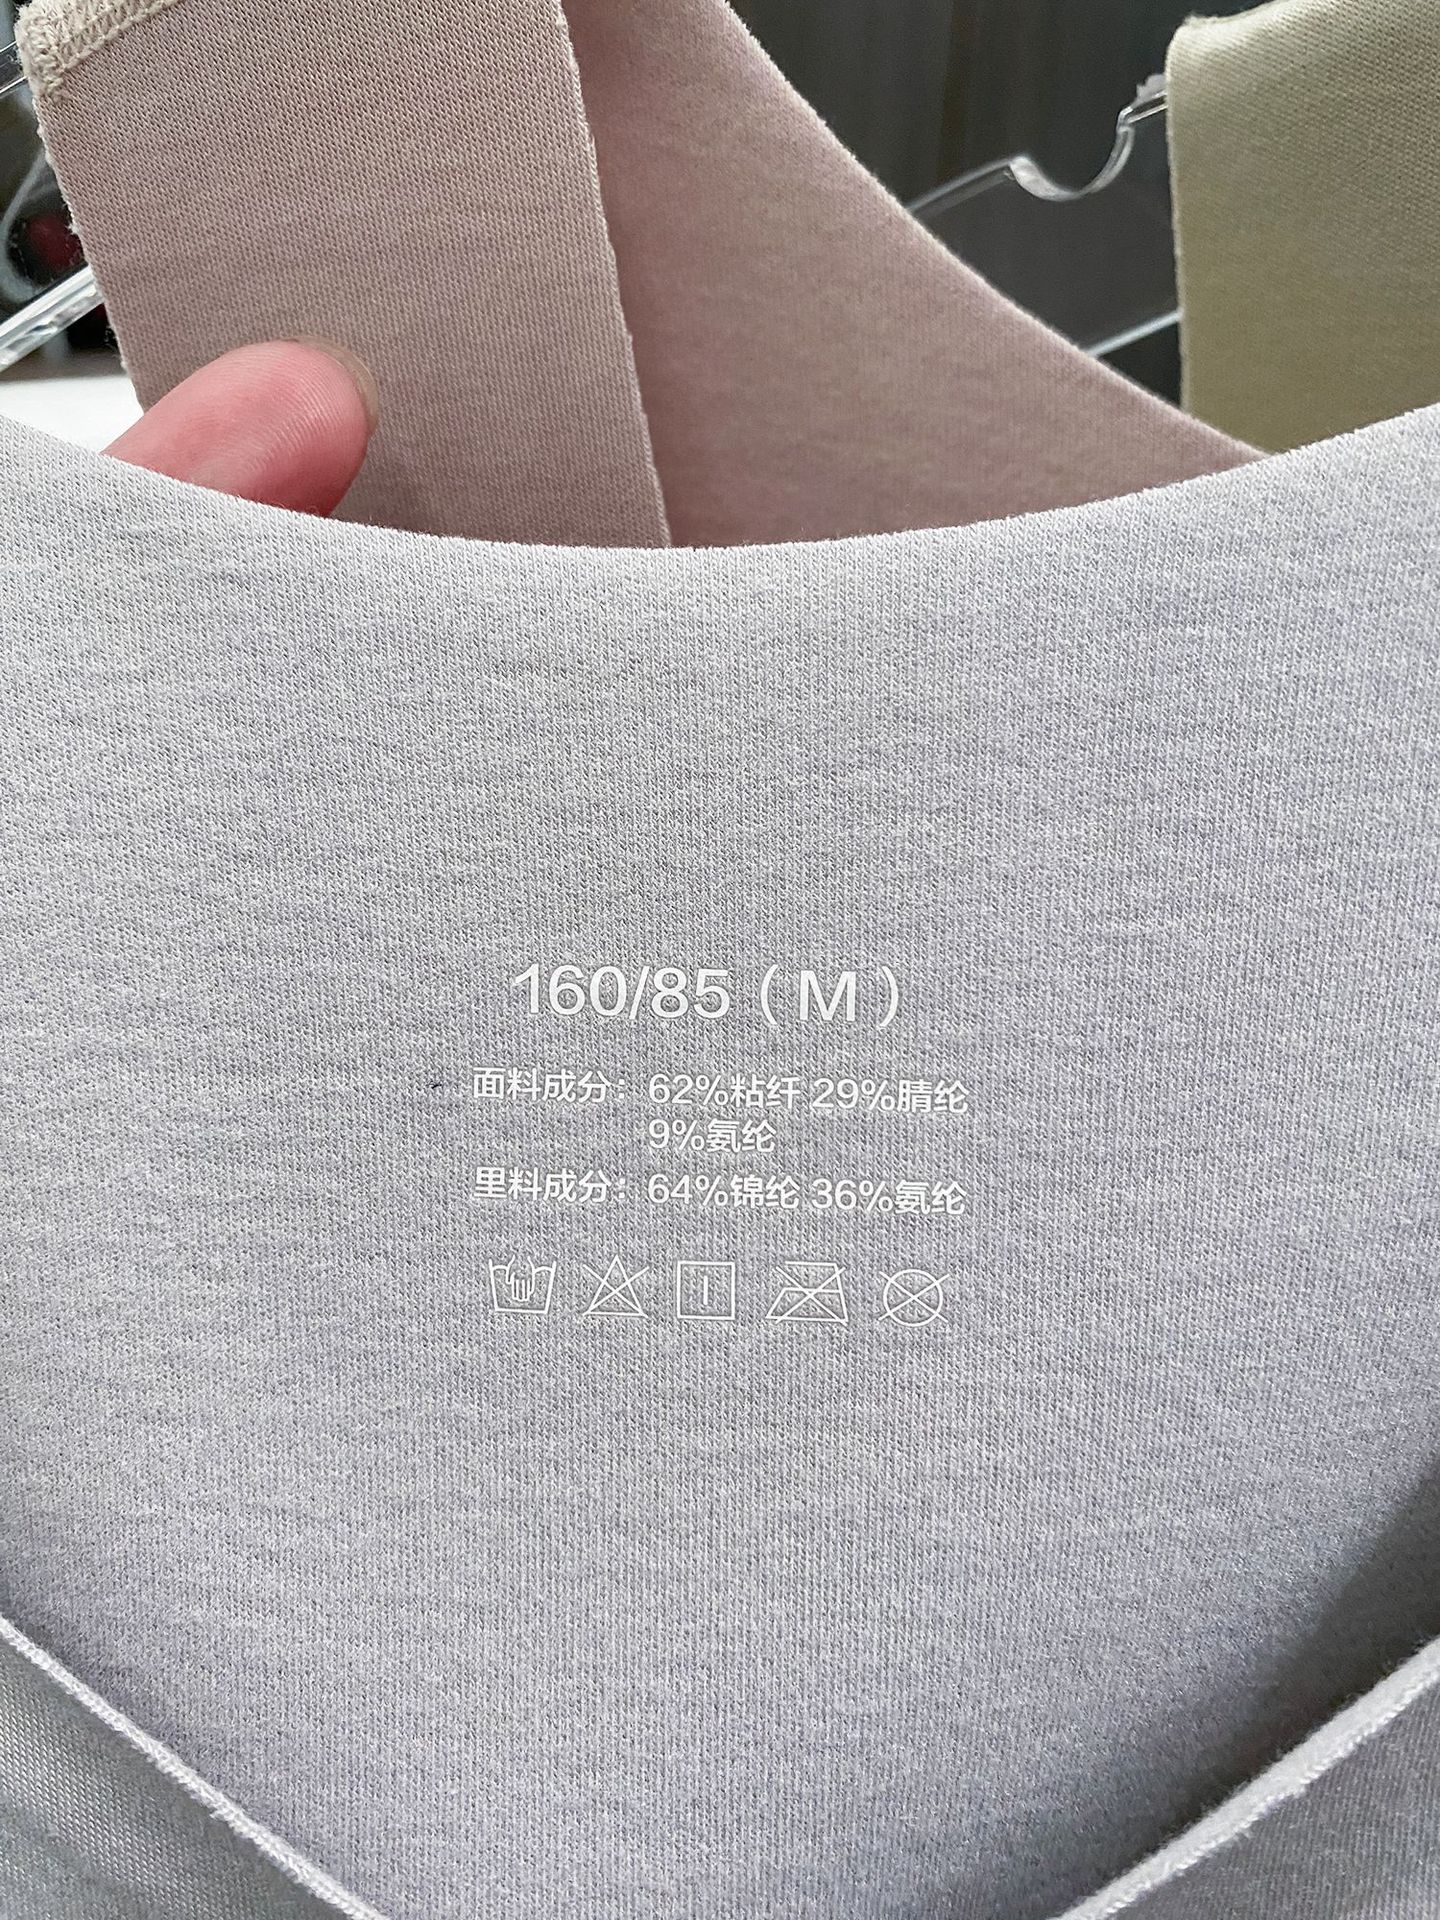 160/85（M）
面料成分：62%粘纤 29%腈纶
9%氨纶
里料成分：64%锦纶 36%氨纶